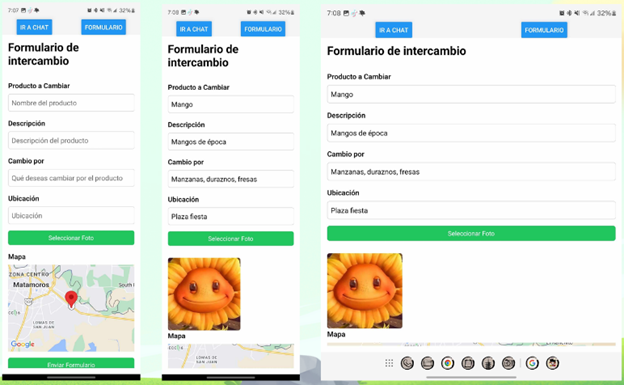 7:07
32%
IR A CHAT
FORMULARIO
Formulario de
intercambio
Producto a Cambiar
Nombre del producto
Descripción
Descripción del producto
Cambio por
Qué deseas cambiar por el producto
Ubicación
Ubicación
Seleccionar Foto
Mapa
ZONA CENTRO
Matamoros
South
LOMAS DE
SAN JUAN
Google
Enviar Formulario
7:08
32%
IR A CHAT
FORMULARIO
Formulario de
intercambio
Producto a Cambiar
Mango
Descripción
Mangos de época
Cambio por
Manzanas, duraznos, fresas
Ubicación
Plaza fiesta
Seleccionar Foto
Mapa
LOMAS DE
SAN JUAN
7:08
32%
IR A CHAT
FORMULARIO
Formulario de intercambio
Producto a Cambiar
Mango
Descripción
Mangos de época
Cambio por
Manzanas, duraznos, fresas
Ubicación
Plaza fiesta
Seleccionar Foto
Mapa